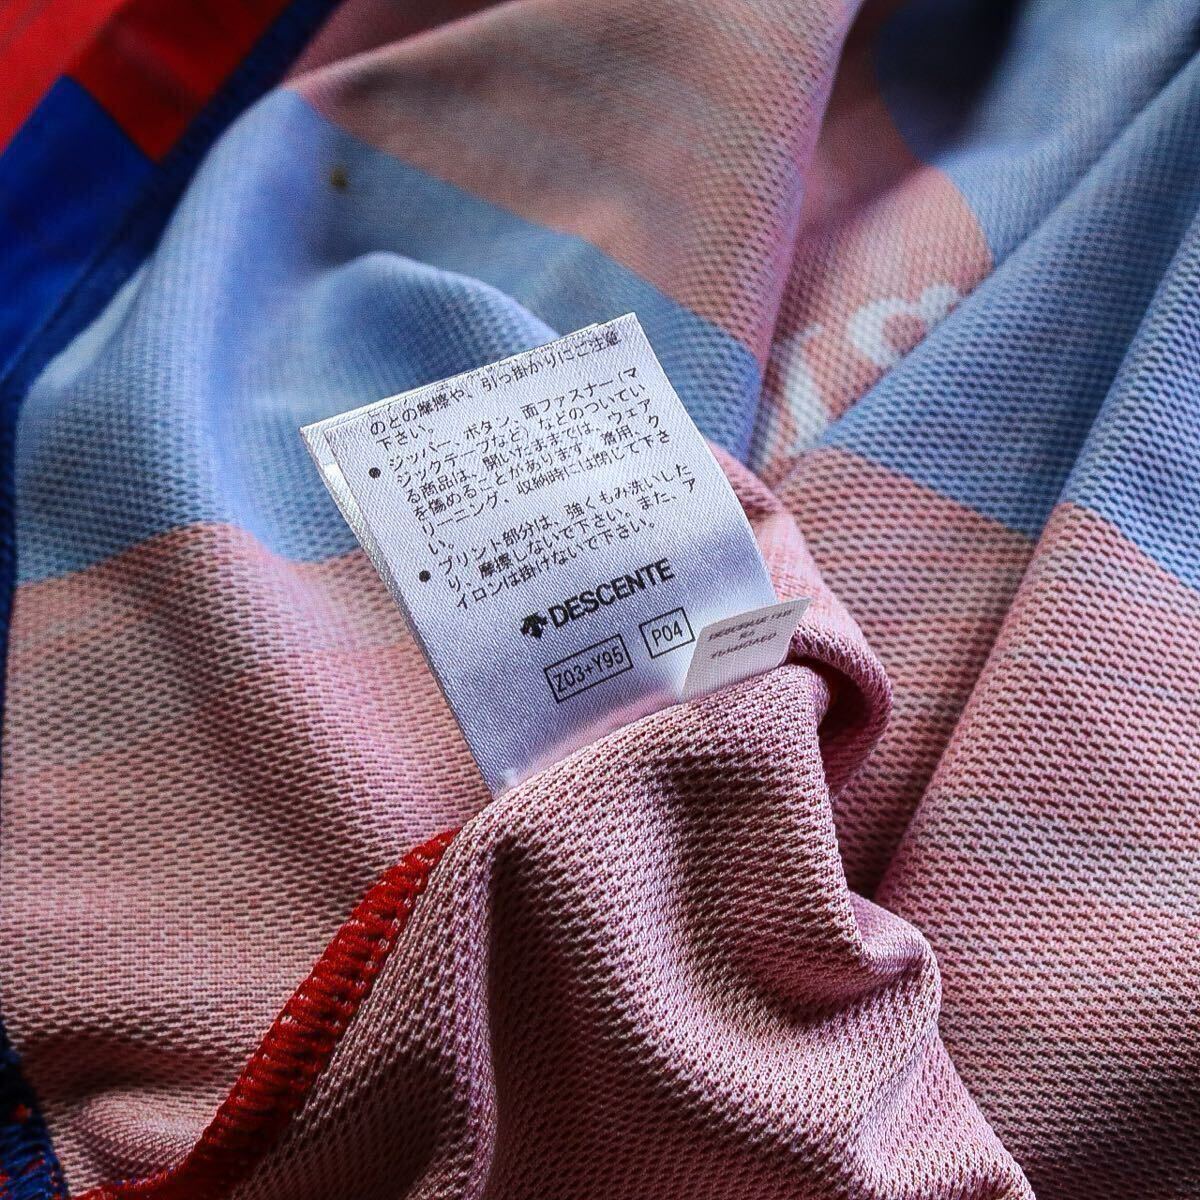 のどの摩擦や、引っ掛かりにご注意
下さい。
● ジッパー、ボタン、面ファスナー(マ
ジックテープなど)などのついてい
る商品は、開いたままでは、ウェア
を傷めることがあります。着用、ク
リーニング、収納時には閉じて下さ
い。
● プリント部分は、強くもみ洗いした
り、摩擦しないで下さい。また、ア
イロンは掛けないで下さい。
DESCENTE
Z03+Y95 P04